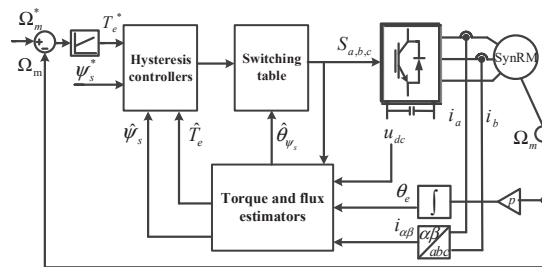 Ω*m
T*e
Ωm
ψ*s
Hysteresis
controllers
Switching
table
Sa,b,c
SynRM
ψ̂s
T̂e
θ̂ψs
udc
ia
ib
Ωm
Torque and flux
estimators
θe
∫
p
iαβ
αβ
abc